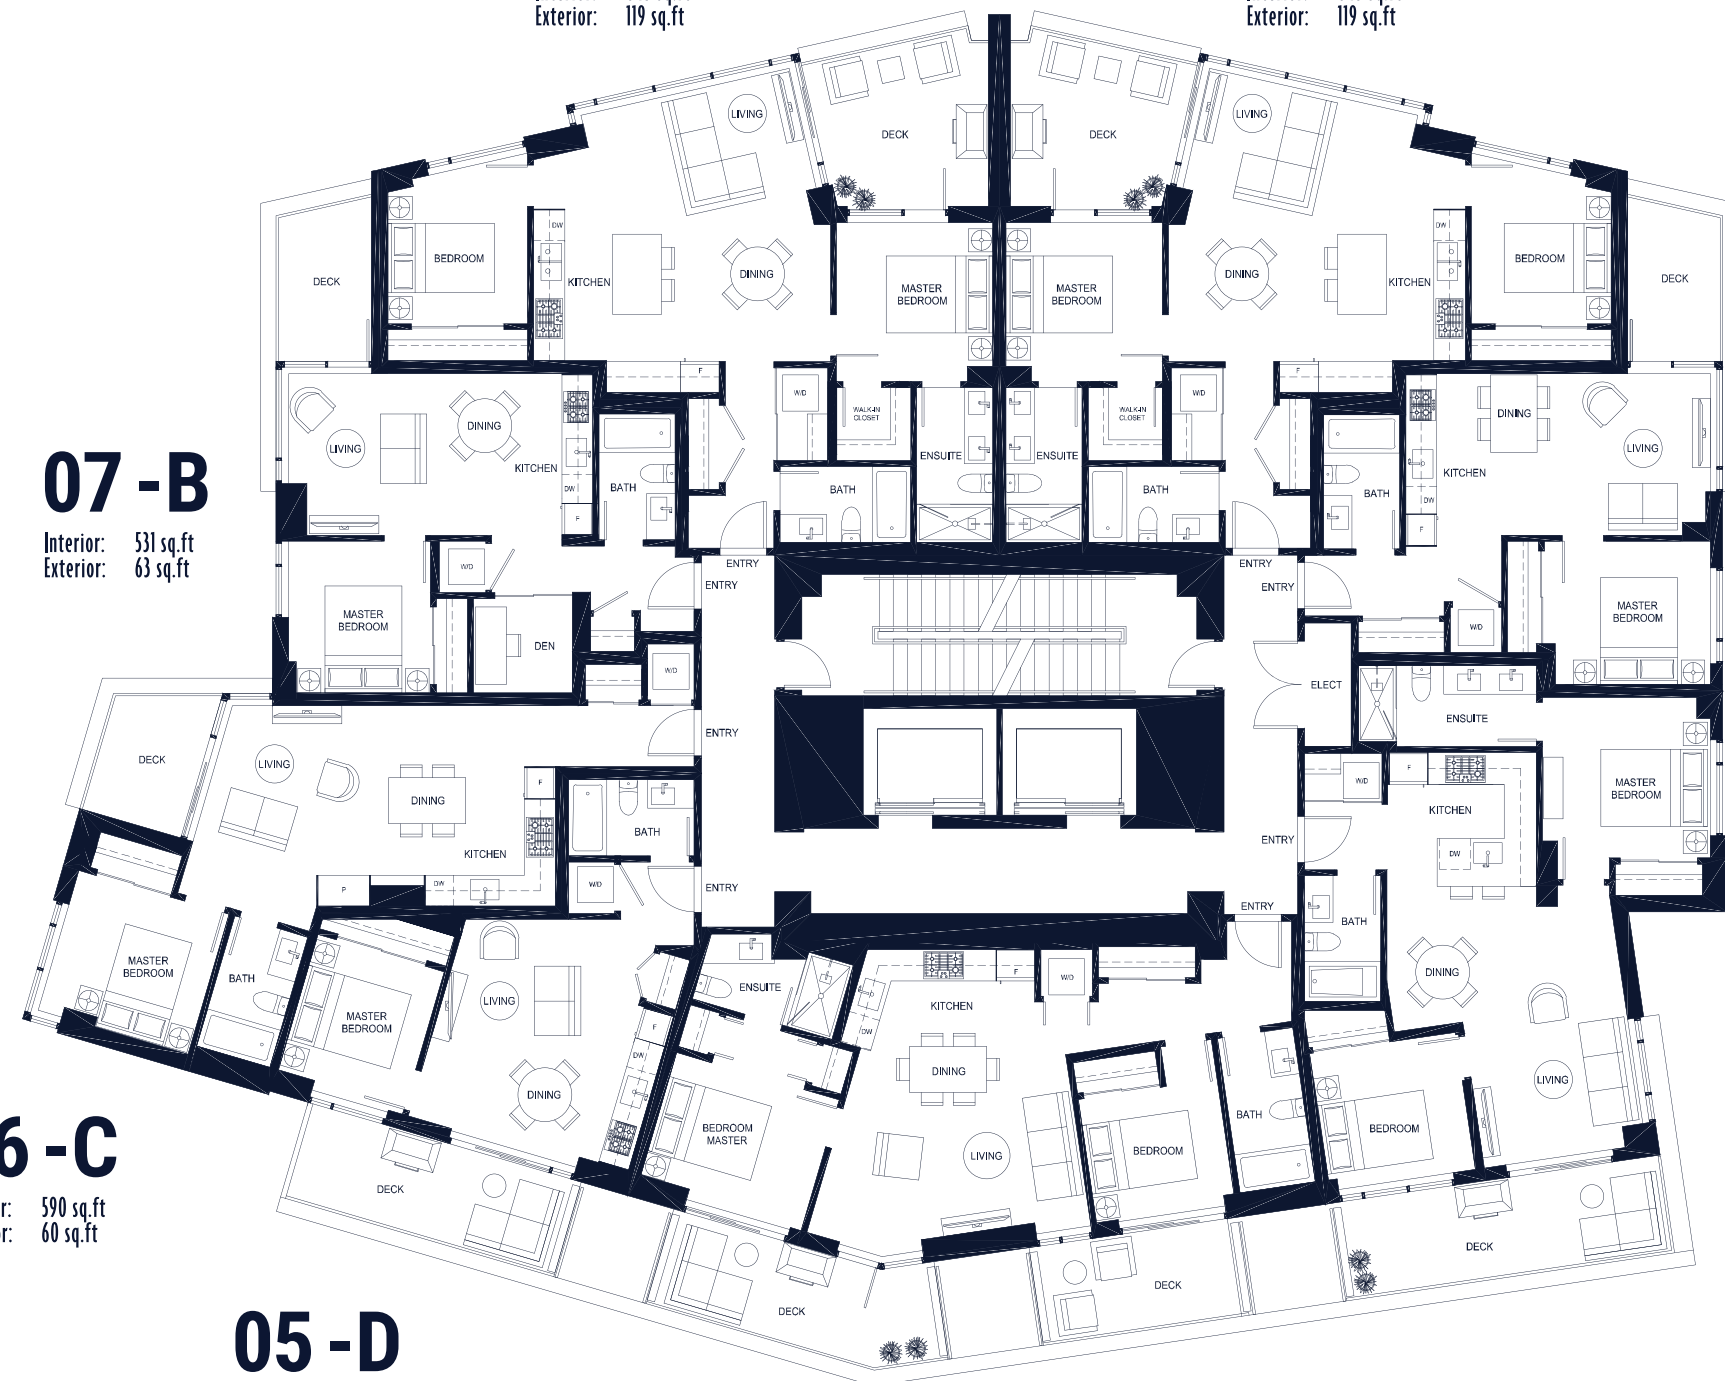 Exterior: 119 sq.ft
Exterior: 119 sq.ft
LIVING
DECK
DECK
LIVING
DW
DW
BEDROOM
KITCHEN
DINING
MASTER
BEDROOM
MASTER
BEDROOM
DINING
KITCHEN
BEDROOM
DECK
DECK
F
F
W/D
WALK-IN
CLOSET
WALK-IN
CLOSET
W/D
LIVING
DINING
KITCHEN
DW
F
BATH
ENSUITE
BATH
ENSUITE
BATH
BATH
DINING
KITCHEN
LIVING
DW
F
07 -B
Interior: 531 sq.ft
Exterior: 63 sq.ft
W/D
ENTRY
ENTRY
ENTRY
ENTRY
MASTER
BEDROOM
DEN
W/D
W/D
MASTER
BEDROOM
ELECT
ENSUITE
ENTRY
DECK
LIVING
DINING
KITCHEN
F
DW
P
BATH
W/D
ENTRY
ENTRY
ENTRY
W/D
F
KITCHEN
DW
MASTER
BEDROOM
BATH
DINING
LIVING
MASTER
BEDROOM
BATH
MASTER
BEDROOM
LIVING
DINING
F
DW
ENSUITE
KITCHEN
F
DW
W/D
DINING
BEDROOM
MASTER
LIVING
BEDROOM
BATH
BEDROOM
6 -C
r: 590 sq.ft
r: 60 sq.ft
DECK
DECK
DECK
DECK
05 -D